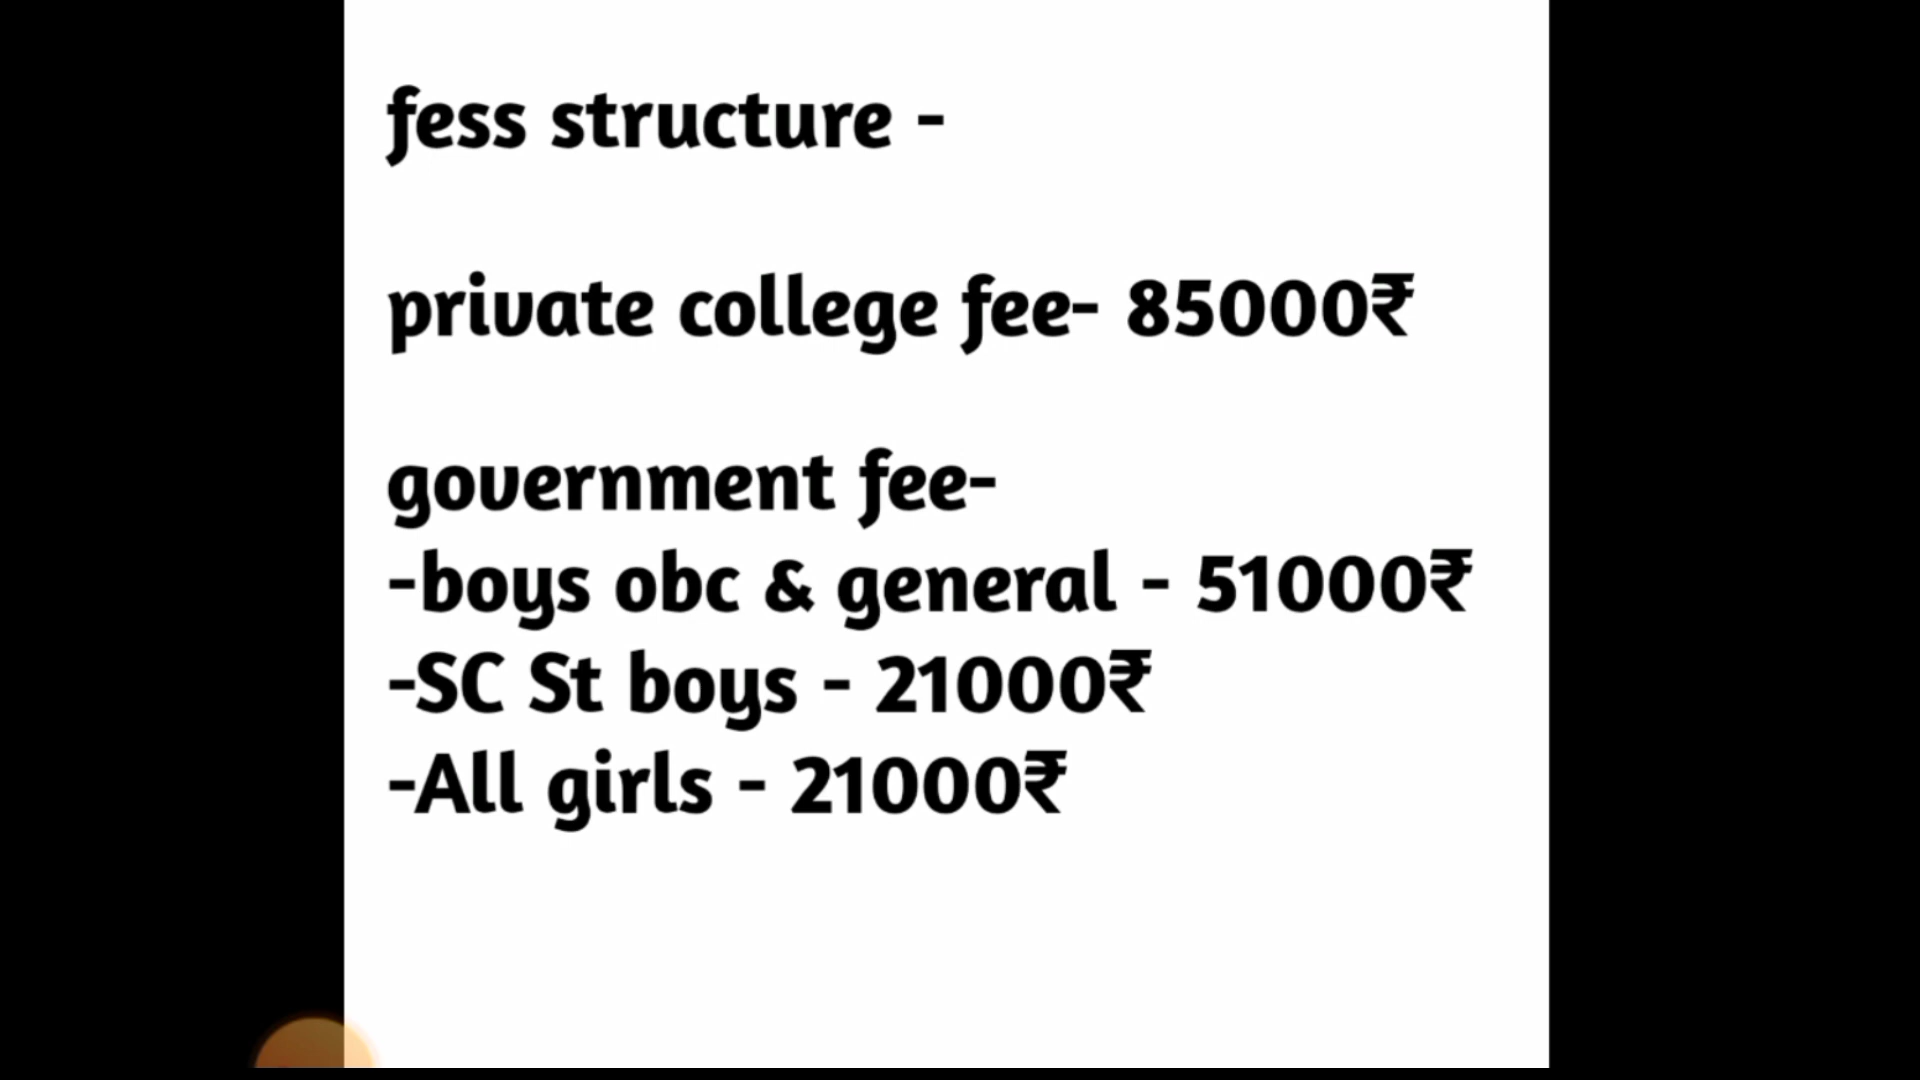 fess structure -
private college fee- 85000₹
government fee-
-boys obc & general - 51000₹
-SC St boys - 21000₹
-All girls - 21000₹